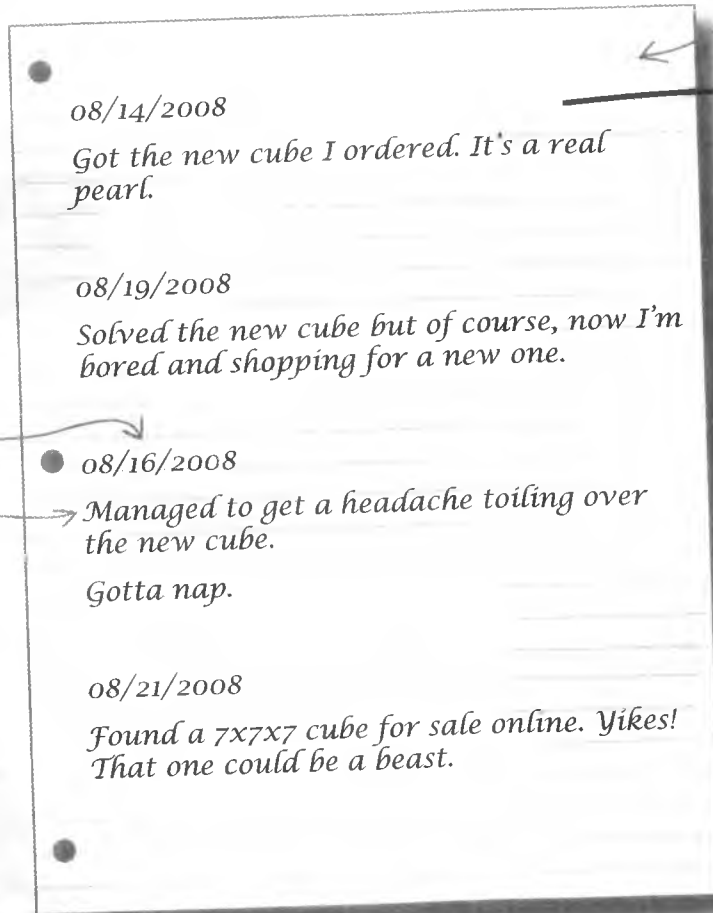 08/14/2008
Got the new cube I ordered. It's a real
pearl.
08/19/2008
Solved the new cube but of course, now I'm
bored and shopping for a new one.
08/16/2008
Managed to get a headache toiling over
the new cube.
Gotta nap.
08/21/2008
Found a 7x7x7 cube for sale online. Yikes!
That one could be a beast.